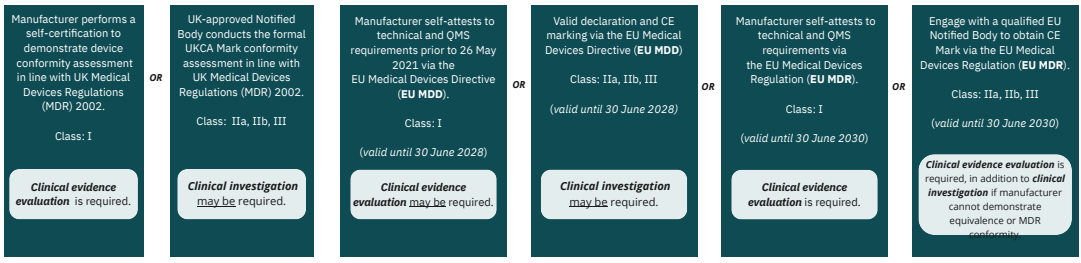 Manufacturer performs a
self-certification to
demonstrate device
conformity assessment
in line with UK Medical
Devices Regulations
(MDR) 2002.
Class: I
Clinical evidence
evaluation is required.
OR
UK-approved Notified
Body conducts the formal
UKCA Mark conformity
assessment in line with
UK Medical Devices
Regulations (MDR) 2002.
Class: IIa, IIb, III
Clinical investigation
may be required.
Manufacturer self-attests to
technical and QMS
requirements prior to 26 May
2021 via the
EU Medical Devices Directive
(EU MDD).
Class: I
(valid until 30 June 2028)
Clinical evidence
evaluation may be required.
OR
Valid declaration and CE
marking via the EU Medical
Devices Directive (EU MDD)
Class: IIa, IIb, III
(valid until 30 June 2028)
Clinical investigation
may be required.
OR
Manufacturer self-attests to
technical and QMS
requirements via
the EU Medical Devices
Regulation (EU MDR).
Class: I
(valid until 30 June 2030)
Clinical evidence
evaluation is required.
OR
Engage with a qualified EU
Notified Body to obtain CE
Mark via the EU Medical
Devices Regulation (EU MDR).
Class: IIa, IIb, III
(valid until 30 June 2030)
Clinical evidence evaluation is
required, in addition to clinical
investigation if manufacturer
cannot demonstrate
equivalence or MDR
conformity.